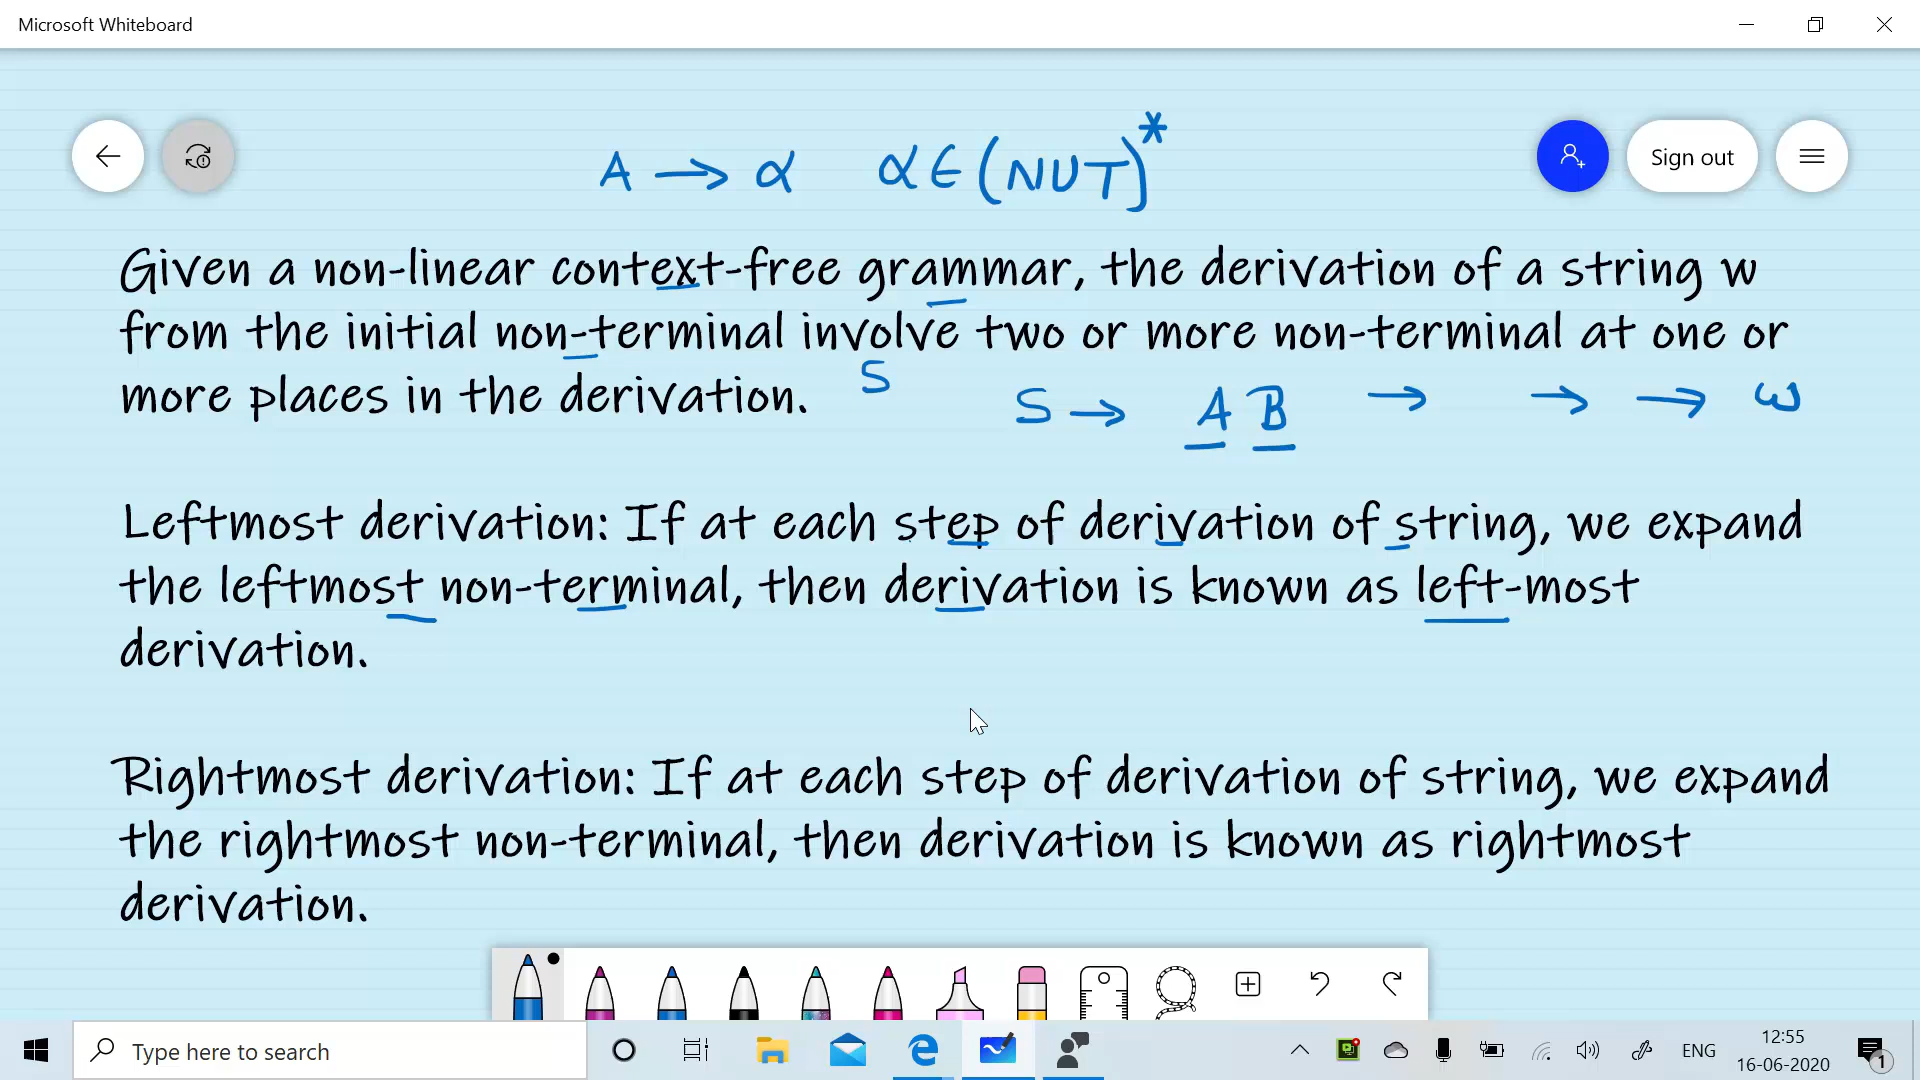 Microsoft Whiteboard
A → α α∈(NUT)*
Sign out
Given a non-linear context-free grammar, the derivation of a string w
from the initial non-terminal involve two or more non-terminal at one or
more places in the derivation.
S S → A B → → → ω
Leftmost derivation: If at each step of derivation of string, we expand
the leftmost non-terminal, then derivation is known as left-most
derivation.
Rightmost derivation: If at each step of derivation of string, we expand
the rightmost non-terminal, then derivation is known as rightmost
derivation.
Type here to search
ENG
12:55
16-06-2020
1